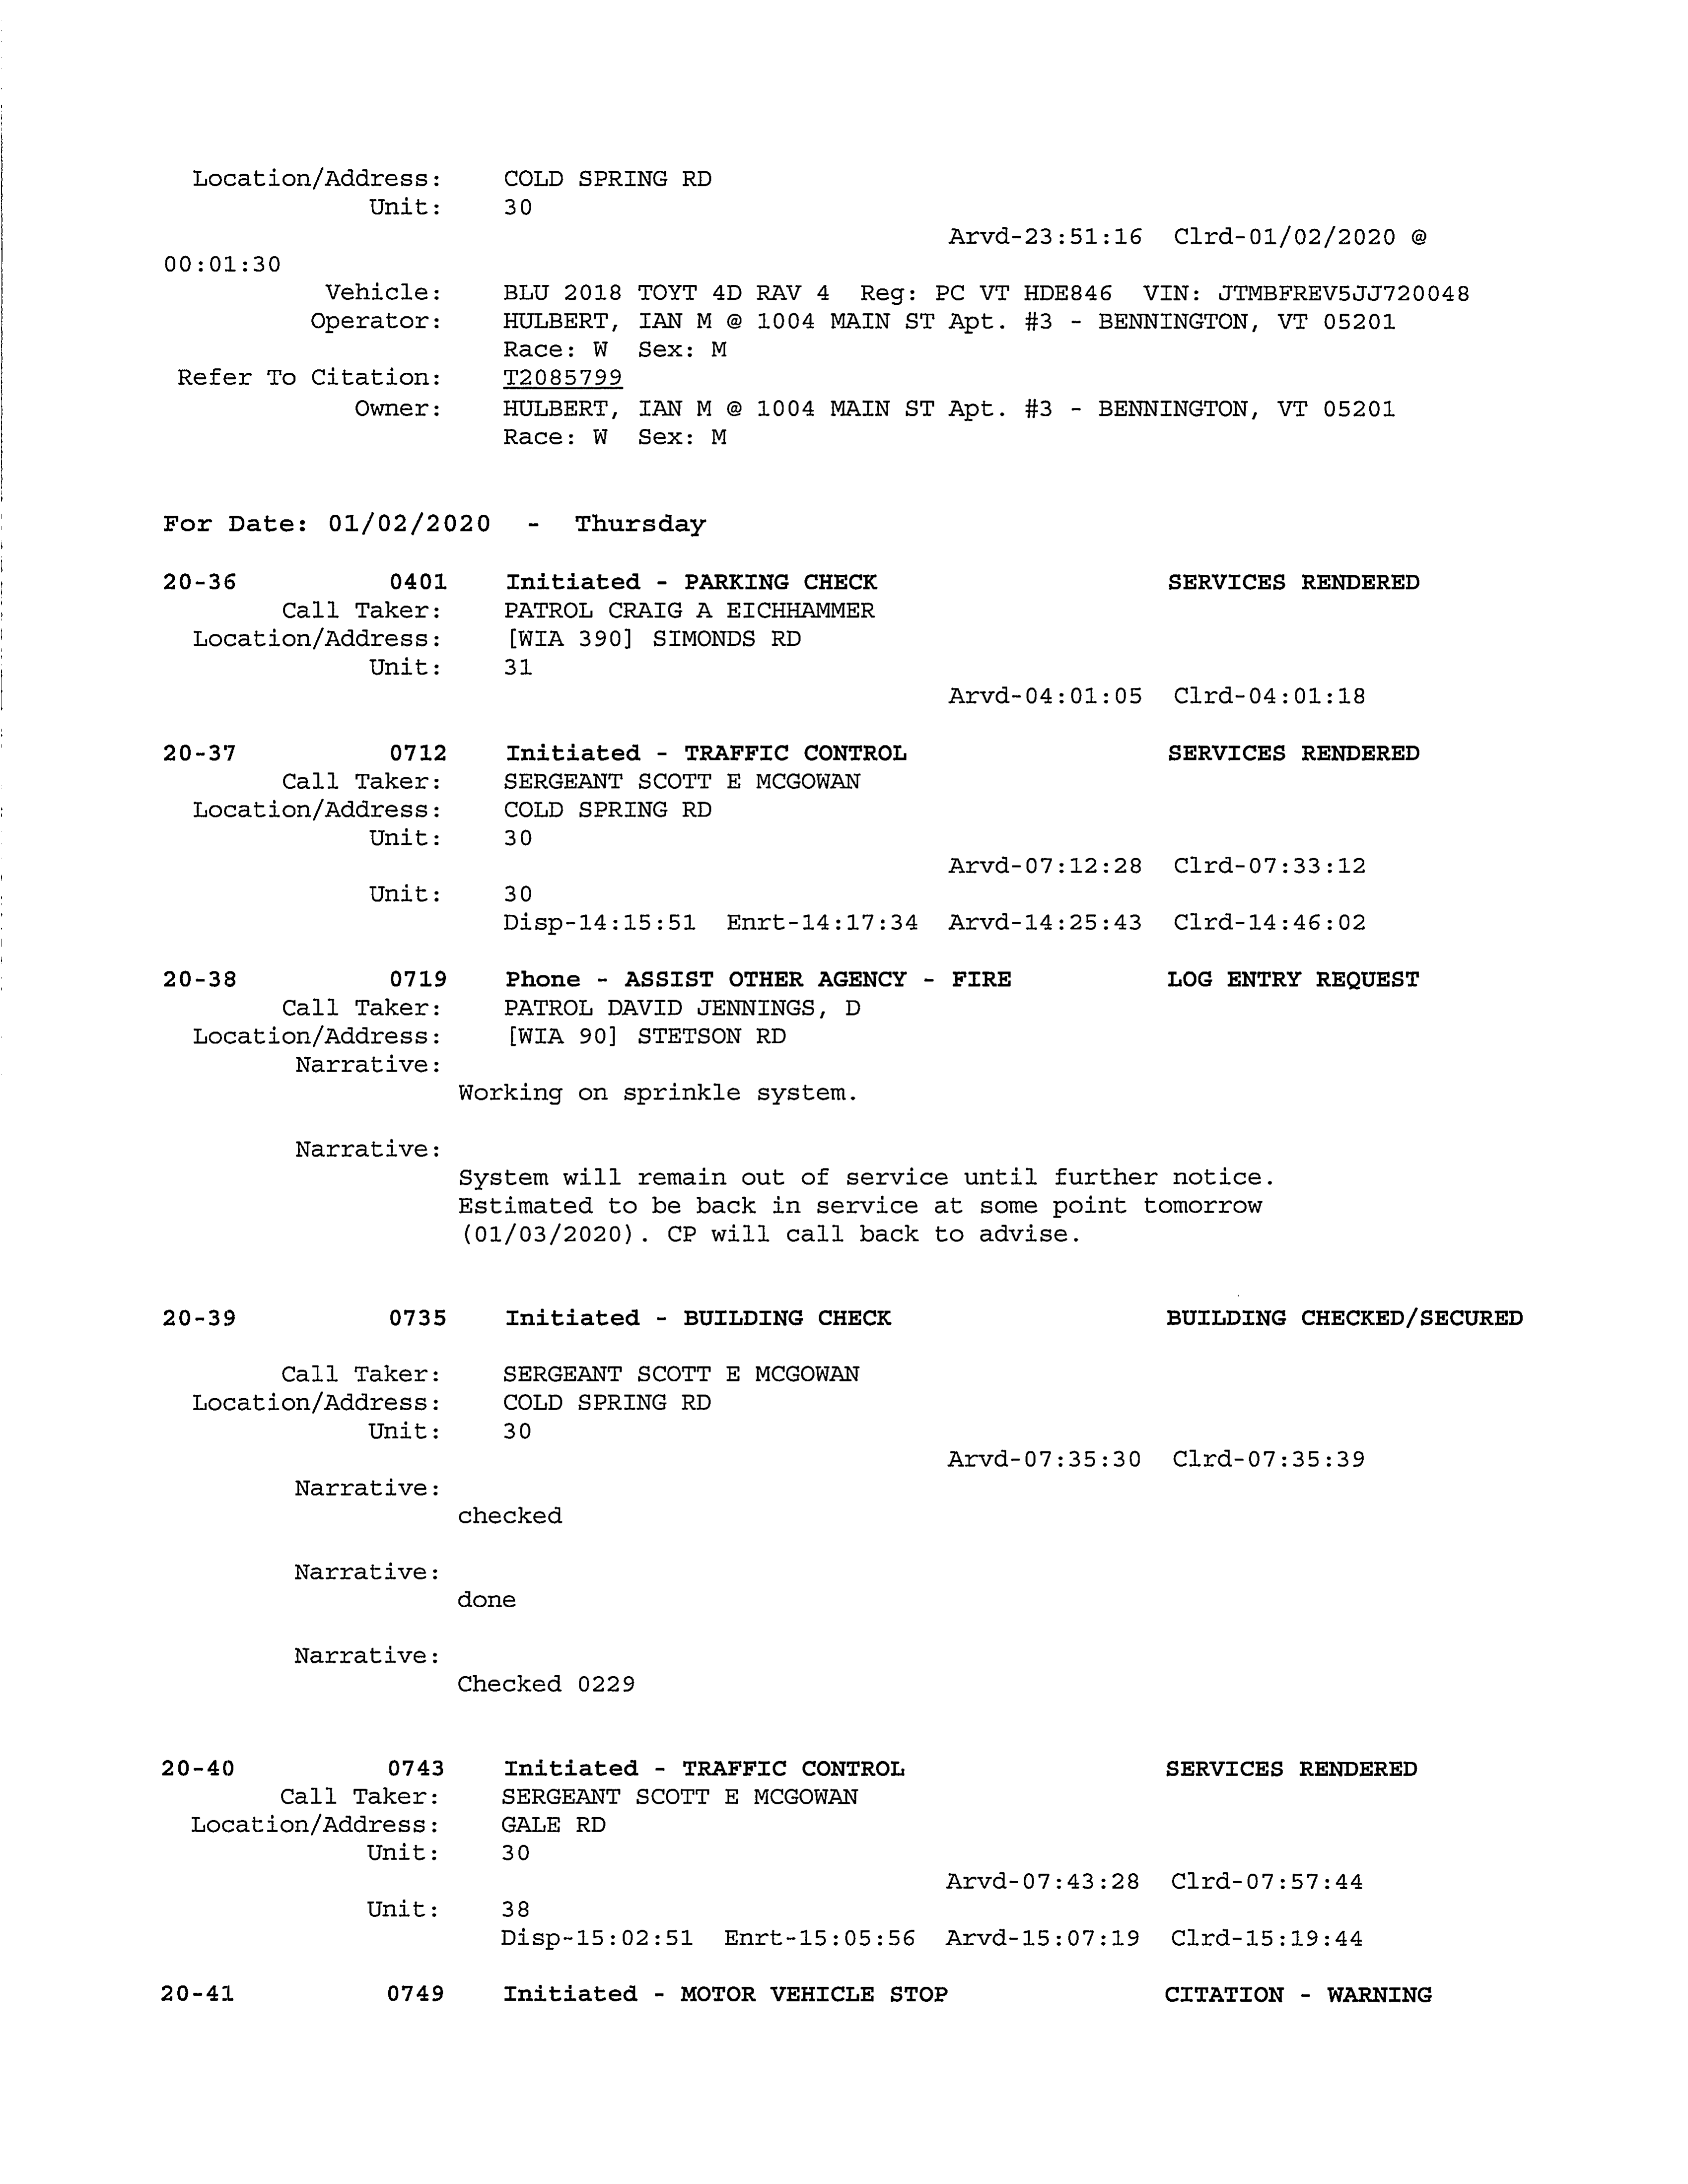 Location/Address: COLD SPRING RD
Unit: 30
Arvd-23:51:16 Clrd-01/02/2020 @
00:01:30
Vehicle: BLU 2018 TOYT 4D RAV 4 Reg: PC VT HDE846 VIN: JTMBFREV5JJ720048
Operator: HULBERT, IAN M @ 1004 MAIN ST Apt. #3 - BENNINGTON, VT 05201
Race: W Sex: M
Refer To Citation: T2085799
Owner: HULBERT, IAN M @ 1004 MAIN ST Apt. #3 - BENNINGTON, VT 05201
Race: W Sex: M
For Date: 01/02/2020 - Thursday
20-36 0401 Initiated - PARKING CHECK SERVICES RENDERED
Call Taker: PATROL CRAIG A EICHHAMMER
Location/Address: [WIA 390] SIMONDS RD
Unit: 31
Arvd-04:01:05 Clrd-04:01:18
20-37 0712 Initiated - TRAFFIC CONTROL SERVICES RENDERED
Call Taker: SERGEANT SCOTT E MCGOWAN
Location/Address: COLD SPRING RD
Unit: 30
Arvd-07:12:28 Clrd-07:33:12
Unit: 30
Disp-14:15:51 Enrt-14:17:34 Arvd-14:25:43 Clrd-14:46:02
20-38 0719 Phone - ASSIST OTHER AGENCY - FIRE LOG ENTRY REQUEST
Call Taker: PATROL DAVID JENNINGS, D
Location/Address: [WIA 90] STETSON RD
Narrative:
Working on sprinkle system.
Narrative:
System will remain out of service until further notice.
Estimated to be back in service at some point tomorrow
(01/03/2020). CP will call back to advise.
20-39 0735 Initiated - BUILDING CHECK BUILDING CHECKED/SECURED
Call Taker: SERGEANT SCOTT E MCGOWAN
Location/Address: COLD SPRING RD
Unit: 30
Arvd-07:35:30 Clrd-07:35:39
Narrative:
checked
Narrative:
done
Narrative:
Checked 0229
20-40 0743 Initiated - TRAFFIC CONTROL SERVICES RENDERED
Call Taker: SERGEANT SCOTT E MCGOWAN
Location/Address: GALE RD
Unit: 30
Arvd-07:43:28 Clrd-07:57:44
Unit: 38
Disp-15:02:51 Enrt-15:05:56 Arvd-15:07:19 Clrd-15:19:44
20-41 0749 Initiated - MOTOR VEHICLE STOP CITATION - WARNING